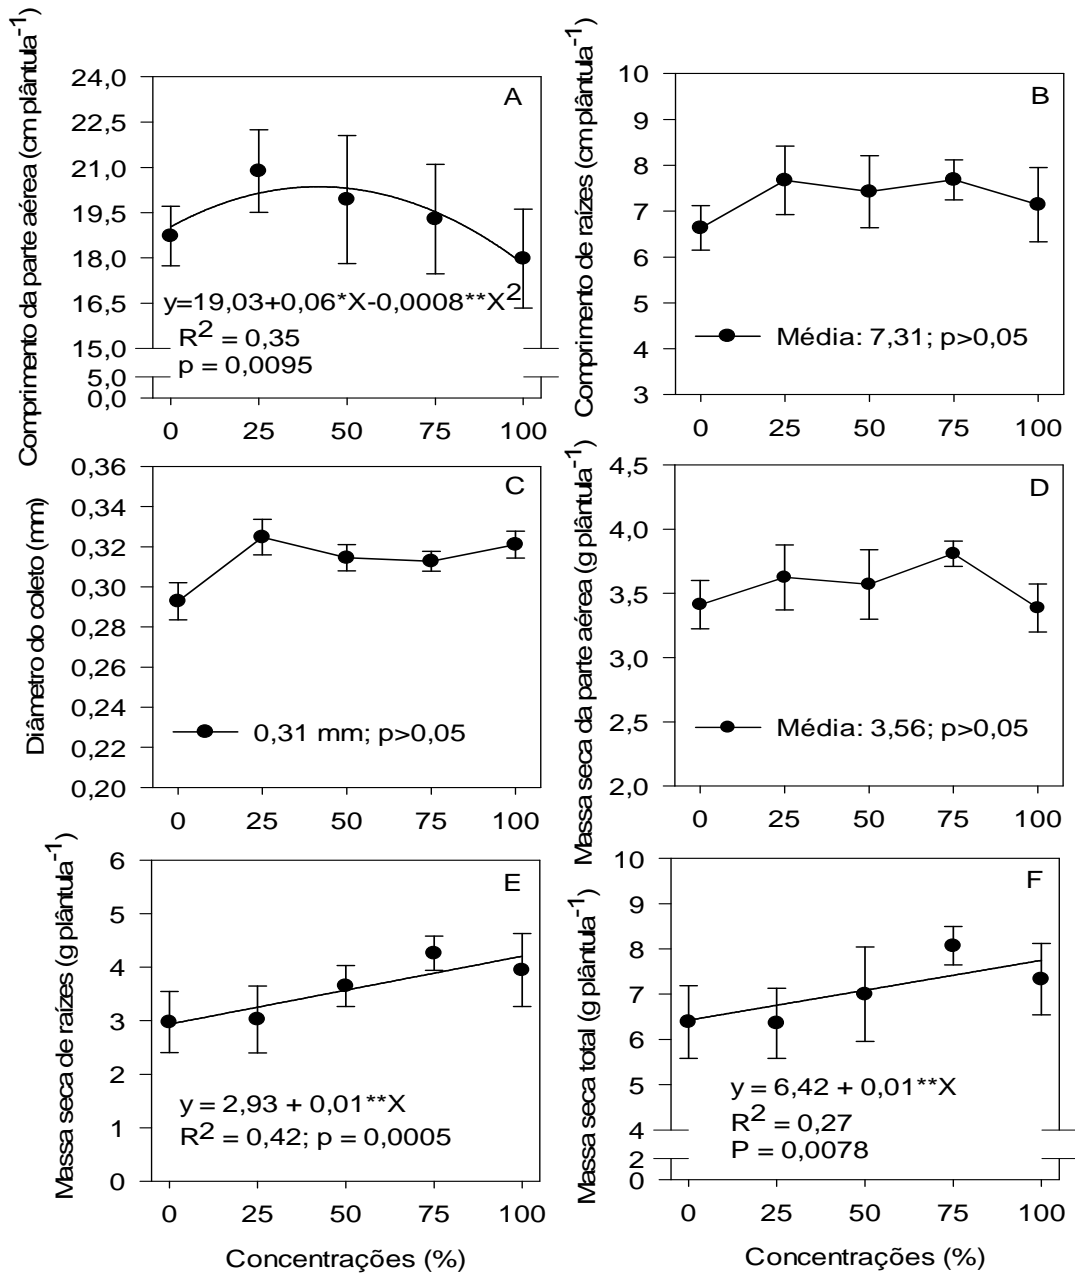 Comprimento da parte aérea (cm plântula-1)
24,0
22,5
21,0
19,5
18,0
16,5
15,0
5,0
0,0
A
y=19,03+0,06*X-0,0008**X2
R2 = 0,35
p = 0,0095
0 25 50 75 100
Comprimento de raízes (cm plântula-1)
10
9
8
7
6
5
4
3
B
Média: 7,31; p>0,05
0 25 50 75 100
Diâmetro do coleto (mm)
0,36
0,34
0,32
0,30
0,28
0,26
0,24
0,22
0,20
C
0,31 mm; p>0,05
0 25 50 75 100
Massa seca da parte aérea (g plântula-1)
4,5
4,0
3,5
3,0
2,5
2,0
D
Média: 3,56; p>0,05
0 25 50 75 100
Massa seca de raízes (g plântula-1)
6
5
4
3
2
1
0
E
y = 2,93 + 0,01**X
R2 = 0,42; p = 0,0005
0 25 50 75 100
Concentrações (%)
Massa seca total (g plântula-1)
10
9
8
7
6
5
4
2
0
F
y = 6,42 + 0,01**X
R2 = 0,27
P = 0,0078
0 25 50 75 100
Concentrações (%)